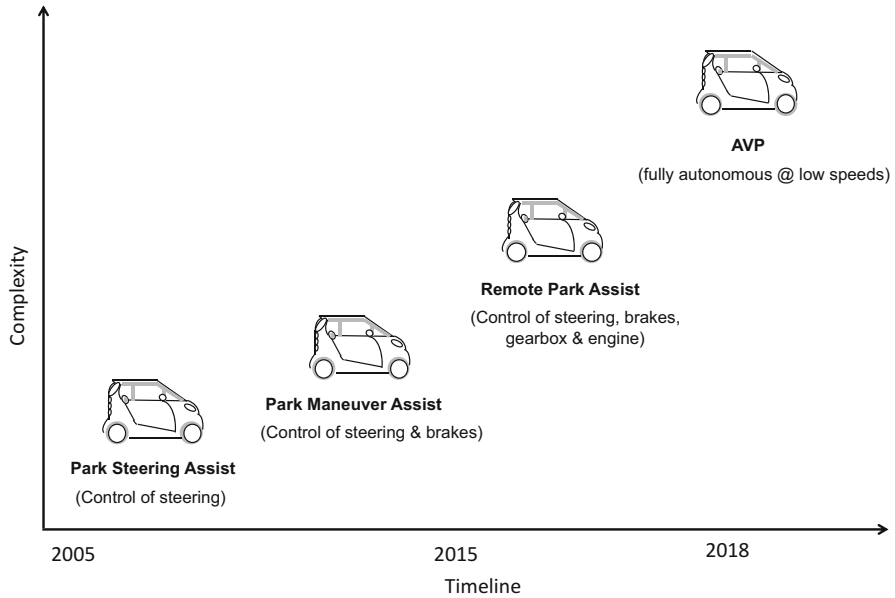 AVP
(fully autonomous @ low speeds)
Remote Park Assist
(Control of steering, brakes,
gearbox & engine)
Complexity
Park Maneuver Assist
(Control of steering & brakes)
Park Steering Assist
(Control of steering)
2005
2015
2018
Timeline